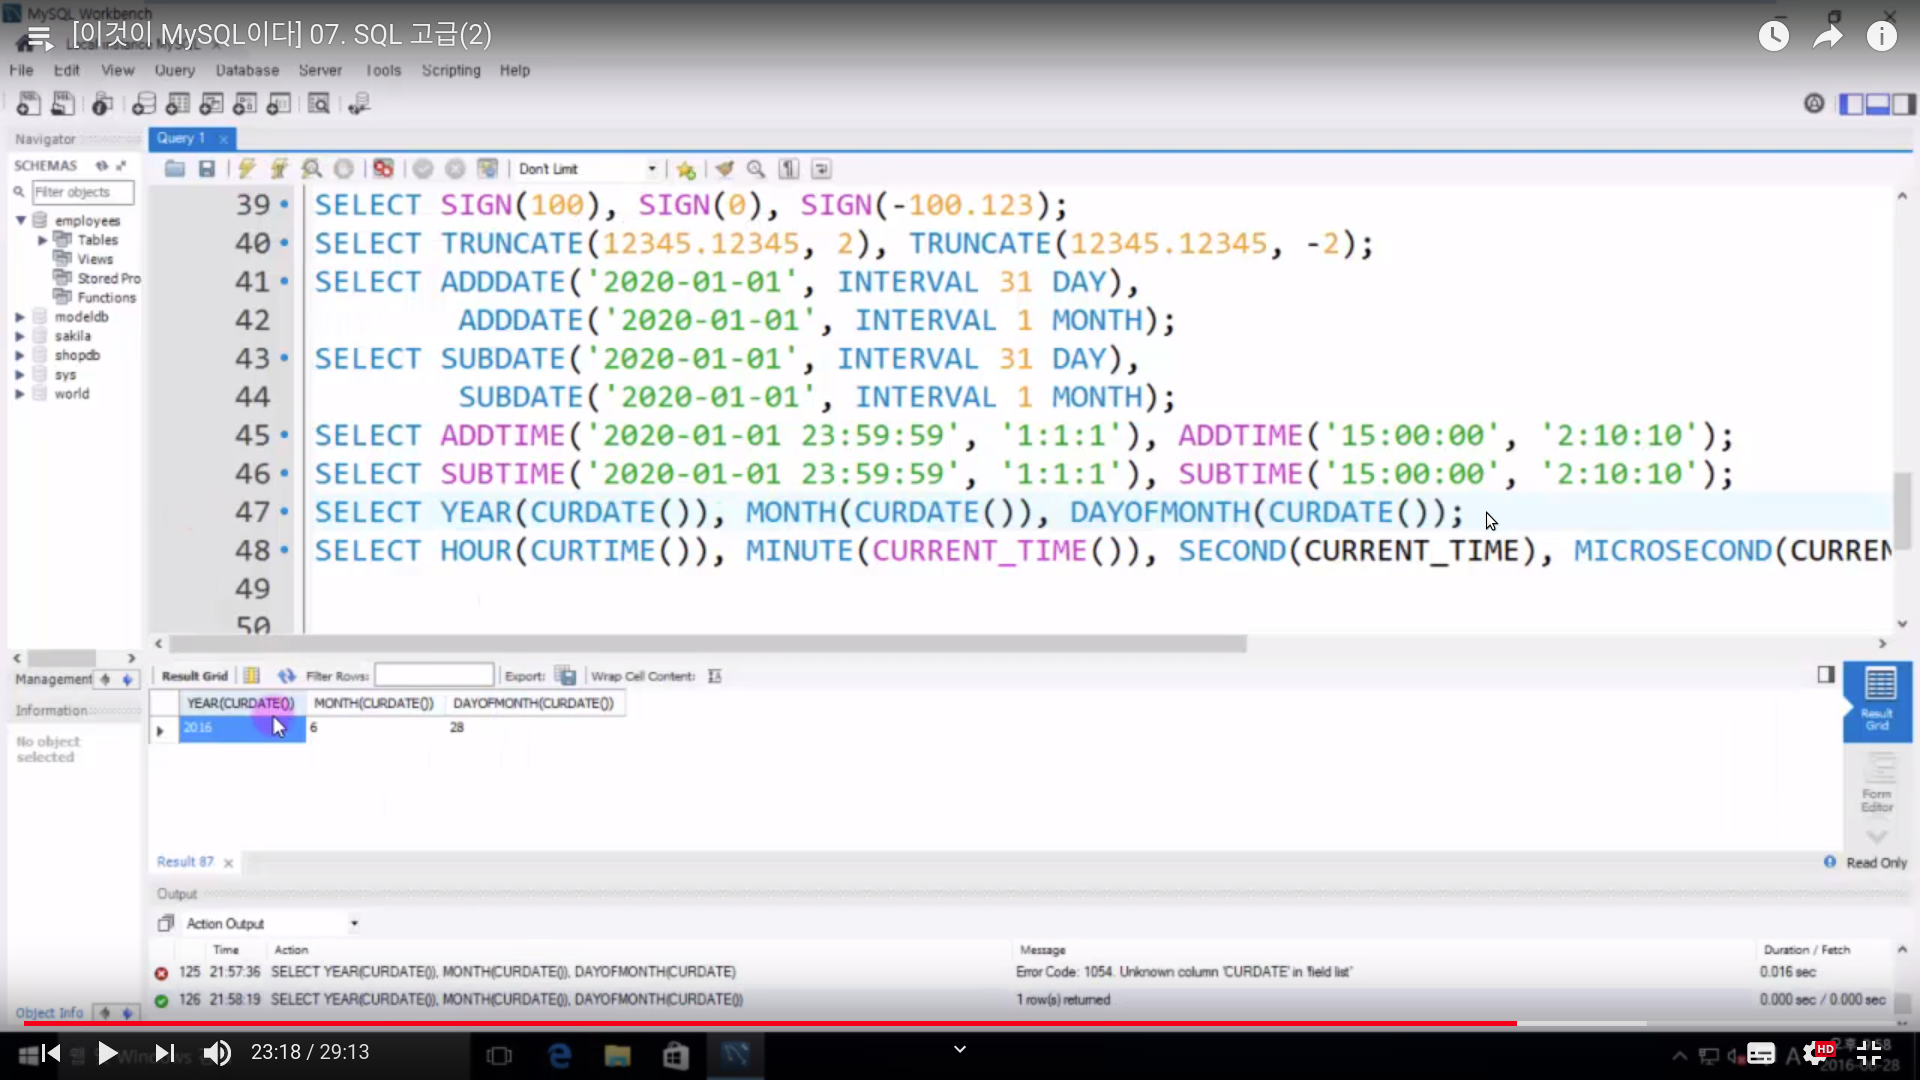 MySQL Workbench
[이것이 MySQL이다] 07. SQL 고급(2)
File Edit View Query Database Server Tools Scripting Help
Navigator
Query 1
SCHEMAS
Don't Limit
Filter objects
employees
Tables
Views
Stored Pro
Functions
modeldb
sakila
shopdb
sys
world
39 SELECT SIGN(100), SIGN(0), SIGN(-100.123);
40 SELECT TRUNCATE(12345.12345, 2), TRUNCATE(12345.12345, -2);
41 SELECT ADDDATE('2020-01-01', INTERVAL 31 DAY),
42 ADDDATE('2020-01-01', INTERVAL 1 MONTH);
43 SELECT SUBDATE('2020-01-01', INTERVAL 31 DAY),
44 SUBDATE('2020-01-01', INTERVAL 1 MONTH);
45 SELECT ADDTIME('2020-01-01 23:59:59', '1:1:1'), ADDTIME('15:00:00', '2:10:10');
46 SELECT SUBTIME('2020-01-01 23:59:59', '1:1:1'), SUBTIME('15:00:00', '2:10:10');
47 SELECT YEAR(CURDATE()), MONTH(CURDATE()), DAYOFMONTH(CURDATE());
48 SELECT HOUR(CURTIME()), MINUTE(CURRENT_TIME()), SECOND(CURRENT_TIME), MICROSECOND(CURREN
49
50
Management
Information
No object
selected
Result Grid Filter Rows: Export: Wrap Cell Content:
YEAR(CURDATE()) MONTH(CURDATE()) DAYOFMONTH(CURDATE())
2016 6 28
Result
Grid
Form
Editor
Result 87
Read Only
Output
Action Output
Time Action Message Duration / Fetch
125 21:57:36 SELECT YEAR(CURDATE()), MONTH(CURDATE()), DAYOFMONTH(CURDATE) Error Code: 1054. Unknown column 'CURDATE' in 'field list' 0.016 sec
126 21:58:19 SELECT YEAR(CURDATE()), MONTH(CURDATE()), DAYOFMONTH(CURDATE()) 1 row(s) returned 0.000 sec / 0.000 sec
Object Info
23:18 / 29:13
HD